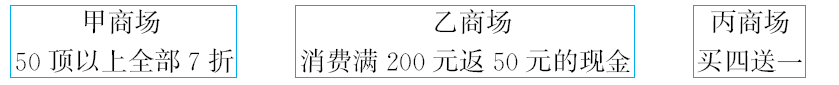 甲商场
50 顶以上全部 7 折
乙商场
消费满 200 元返 50 元的现金
丙商场
买四送一